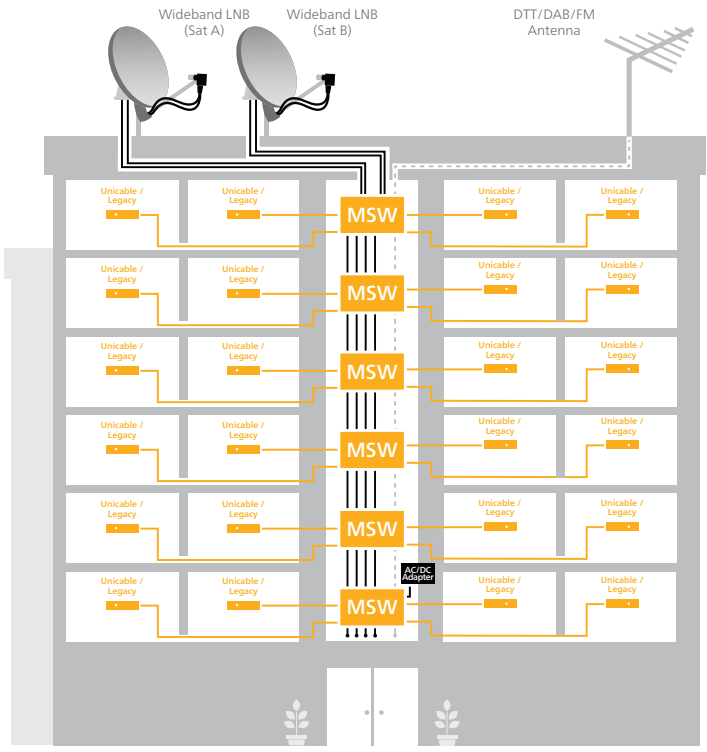 Wideband LNB
(Sat A)
Wideband LNB
(Sat B)
DTT/DAB/FM
Antenna
Unicable /
Legacy
Unicable /
Legacy
MSW
Unicable /
Legacy
Unicable /
Legacy
Unicable /
Legacy
Unicable /
Legacy
MSW
Unicable /
Legacy
Unicable /
Legacy
Unicable /
Legacy
Unicable /
Legacy
MSW
Unicable /
Legacy
Unicable /
Legacy
Unicable /
Legacy
Unicable /
Legacy
MSW
Unicable /
Legacy
Unicable /
Legacy
Unicable /
Legacy
Unicable /
Legacy
MSW
Unicable /
Legacy
Unicable /
Legacy
AC/DC
Adapter
Unicable /
Legacy
Unicable /
Legacy
MSW
Unicable /
Legacy
Unicable /
Legacy